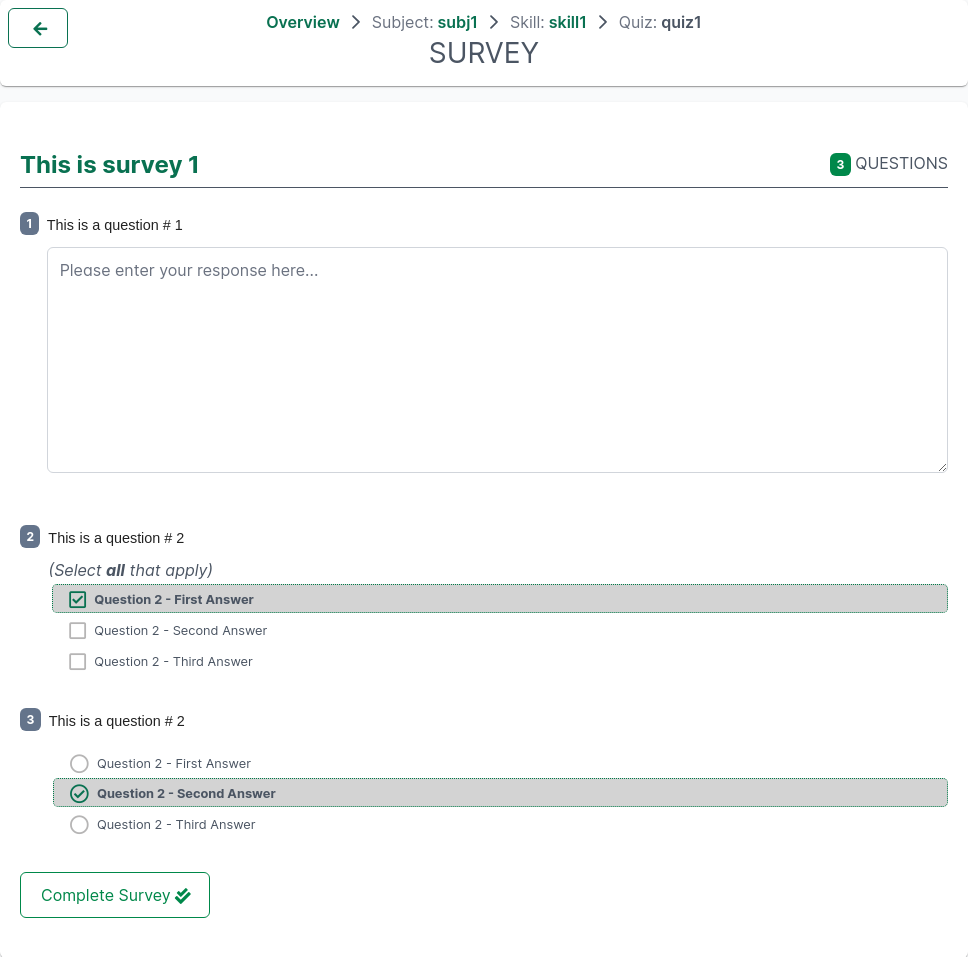 Overview > Subject: subj1 > Skill: skill1 > Quiz: quiz1
SURVEY
This is survey 1
3 QUESTIONS
1 This is a question # 1
Please enter your response here...
2 This is a question # 2
(Select all that apply)
Question 2 - First Answer
Question 2 - Second Answer
Question 2 - Third Answer
3 This is a question # 2
Question 2 - First Answer
Question 2 - Second Answer
Question 2 - Third Answer
Complete Survey